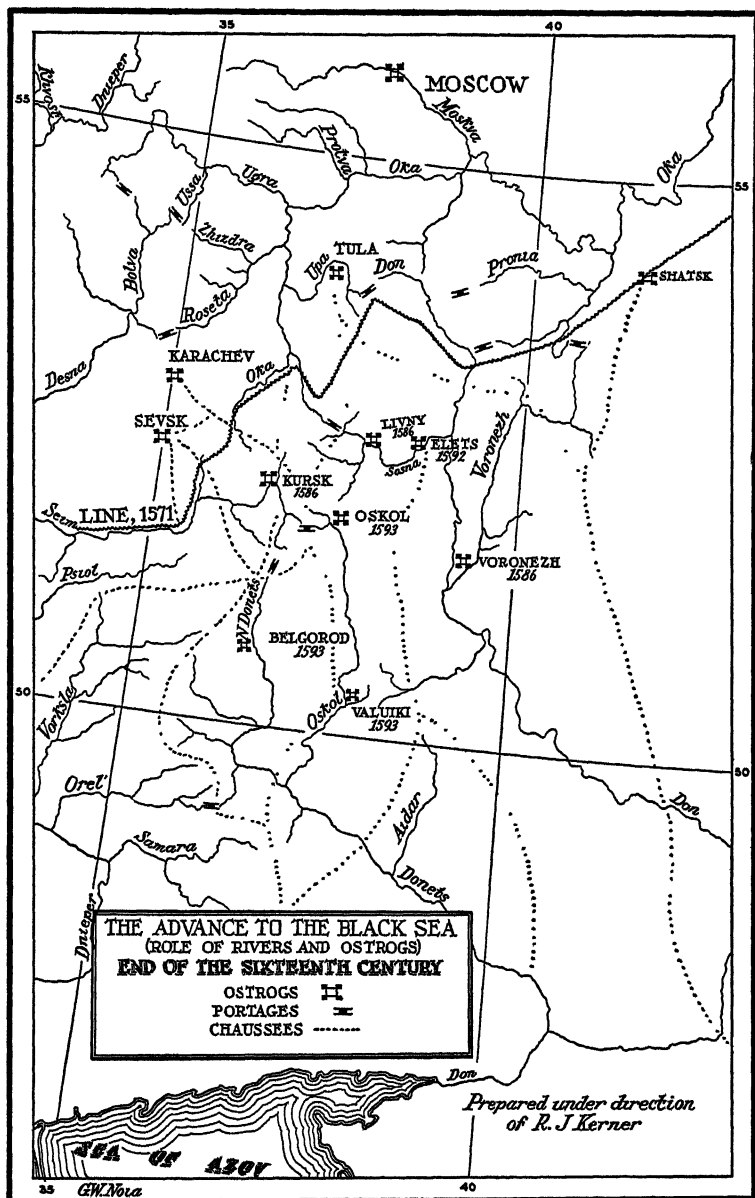 35
40
Khvost
Dnieper
MOSCOW
55
Moskva
Protva
Oka
Oka
55
Ugra
Ussa
Zhizdra
Bolva
TULA
Upa
Don
Pronia
SHATSK
Roseta
KARACHEV
Desna
Oka
SEVSK
LIVNY
1586
ELETS
1592
Sosna
Voronezh
KURSK
1586
Seim
LINE, 1571
OSKOL
1593
Psiol
VORONEZH
1586
N Donets
BELGOROD
1593
50
Vorksla
Oskol
VALUIKI
1593
50
Orel'
Don
Aidar
Samara
Donets
Dnieper
THE ADVANCE TO THE BLACK SEA
(ROLE OF RIVERS AND OSTROGS)
END OF THE SIXTEENTH CENTURY
OSTROGS
PORTAGES
CHAUSSEES
Don
Prepared under direction
of R. J Kerner
SEA OF AZOV
35
G.W. Nova
40